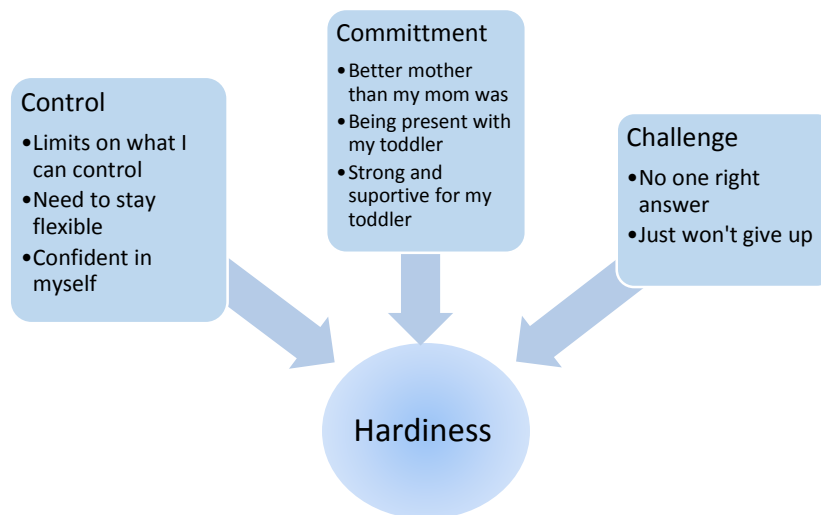 Control
•Limits on what I
can control
•Need to stay
flexible
•Confident in
myself
Committment
•Better mother
than my mom was
•Being present with
my toddler
•Strong and
suportive for my
toddler
Challenge
• No one right
answer
• Just won't give up
Hardiness